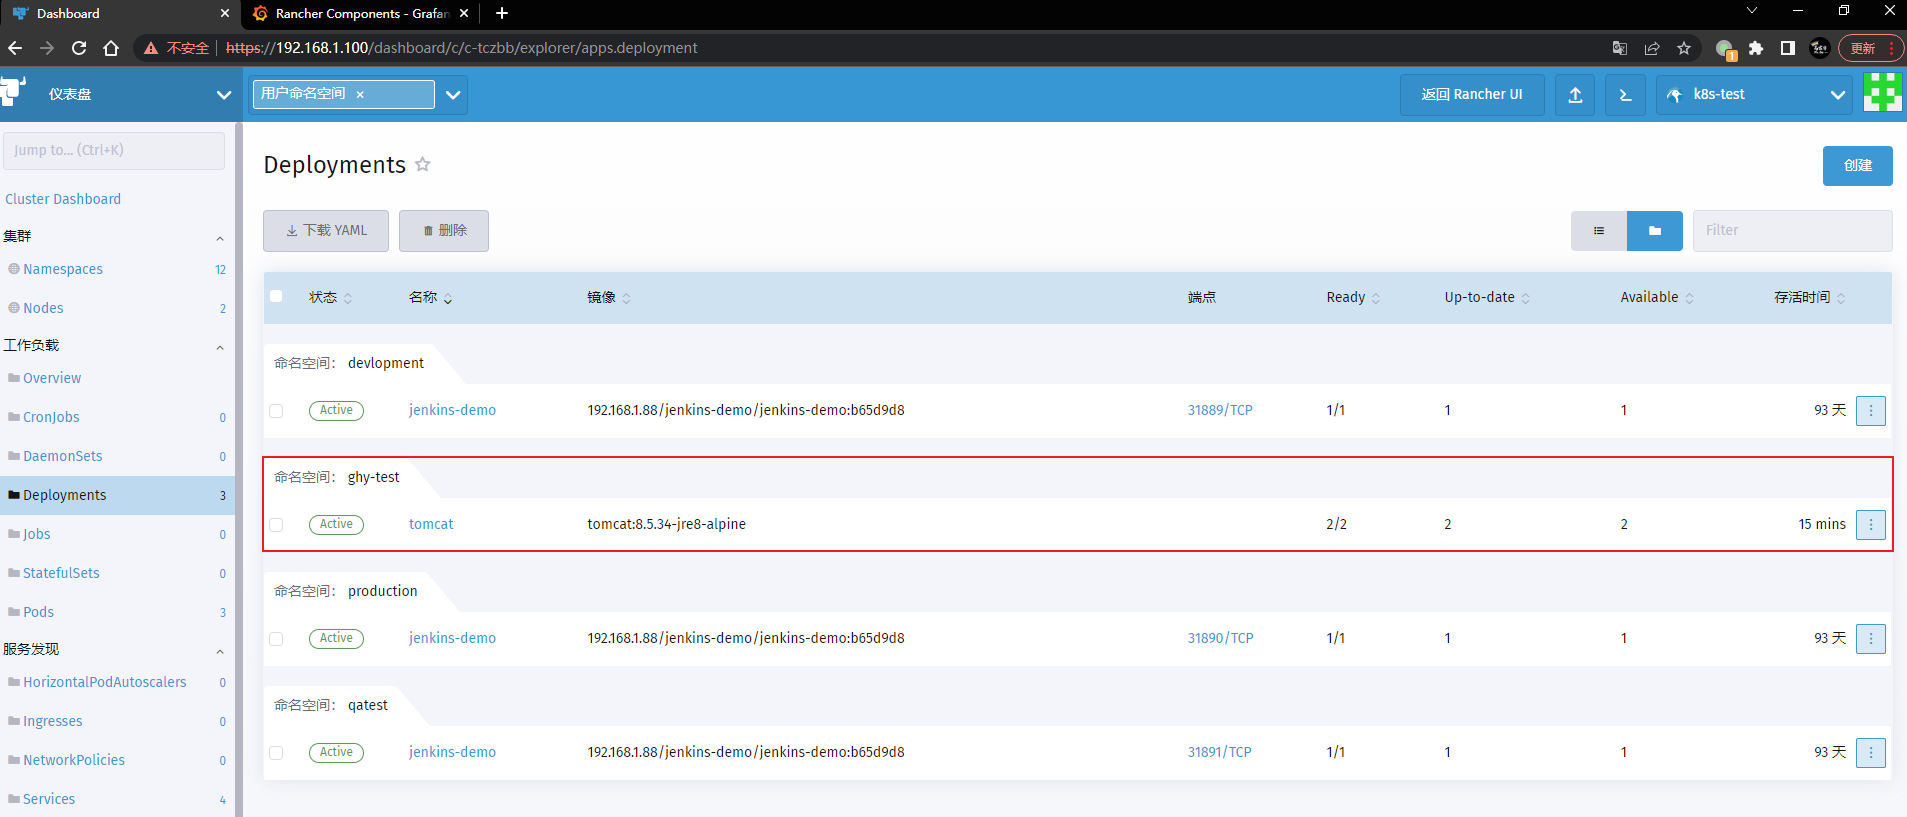 Dashboard
Rancher Components - Grafan
不安全
https://192.168.1.100/dashboard/c/c-tczbb/explorer/apps.deployment
1
更新
仪表盘
用户命名空间 ×
返回 Rancher UI
k8s-test
Jump to... (Ctrl+K)
Cluster Dashboard
集群
Namespaces 12
Nodes 2
工作负载
Overview
CronJobs 0
DaemonSets 0
Deployments 3
Jobs 0
StatefulSets 0
Pods 3
服务发现
HorizontalPodAutoscalers 0
Ingresses 0
NetworkPolicies 0
Services 4
Deployments
创建
下载 YAML
删除
Filter
状态 名称 镜像 端点 Ready Up-to-date Available 存活时间
命名空间： devlopment
Active jenkins-demo 192.168.1.88/jenkins-demo/jenkins-demo:b65d9d8 31889/TCP 1/1 1 1 93 天
命名空间： ghy-test
Active tomcat tomcat:8.5.34-jre8-alpine 2/2 2 2 15 mins
命名空间： production
Active jenkins-demo 192.168.1.88/jenkins-demo/jenkins-demo:b65d9d8 31890/TCP 1/1 1 1 93 天
命名空间： qatest
Active jenkins-demo 192.168.1.88/jenkins-demo/jenkins-demo:b65d9d8 31891/TCP 1/1 1 1 93 天